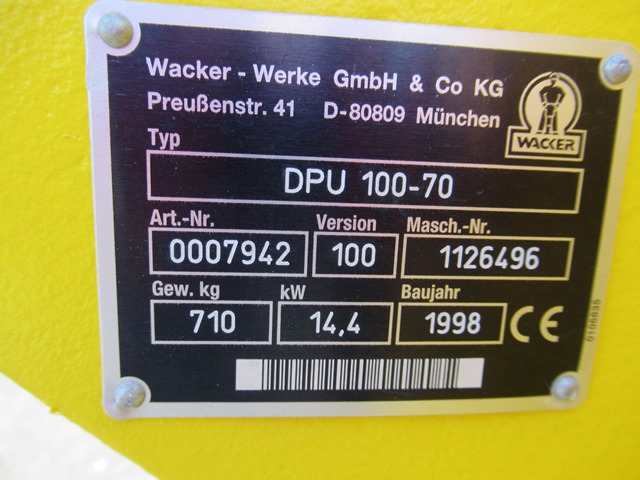 Wacker - Werke GmbH & Co KG
Preußenstr. 41 D-80809 München
WACKER
Typ
DPU 100-70
Art.-Nr. Version Masch.-Nr.
0007942 100 1126496
Gew. kg kW Baujahr
710 14,4 1998 CE
0106835